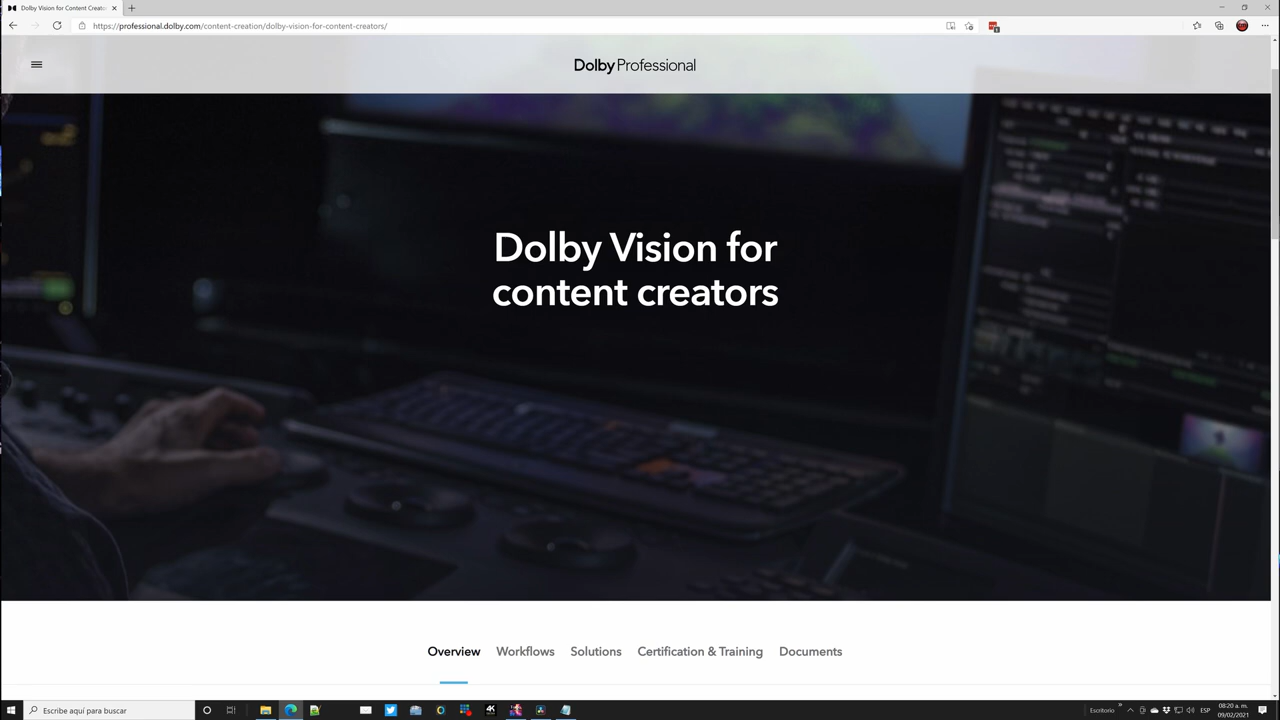 Dolby Vision for Content Creato
https://professional.dolby.com/content-creation/dolby-vision-for-content-creators/
Dolby Professional
Dolby Vision for
content creators
Overview Workflows Solutions Certification & Training Documents
Escribe aquí para buscar
4K
Escritorio
ESP
08:20 a. m.
09/02/2021